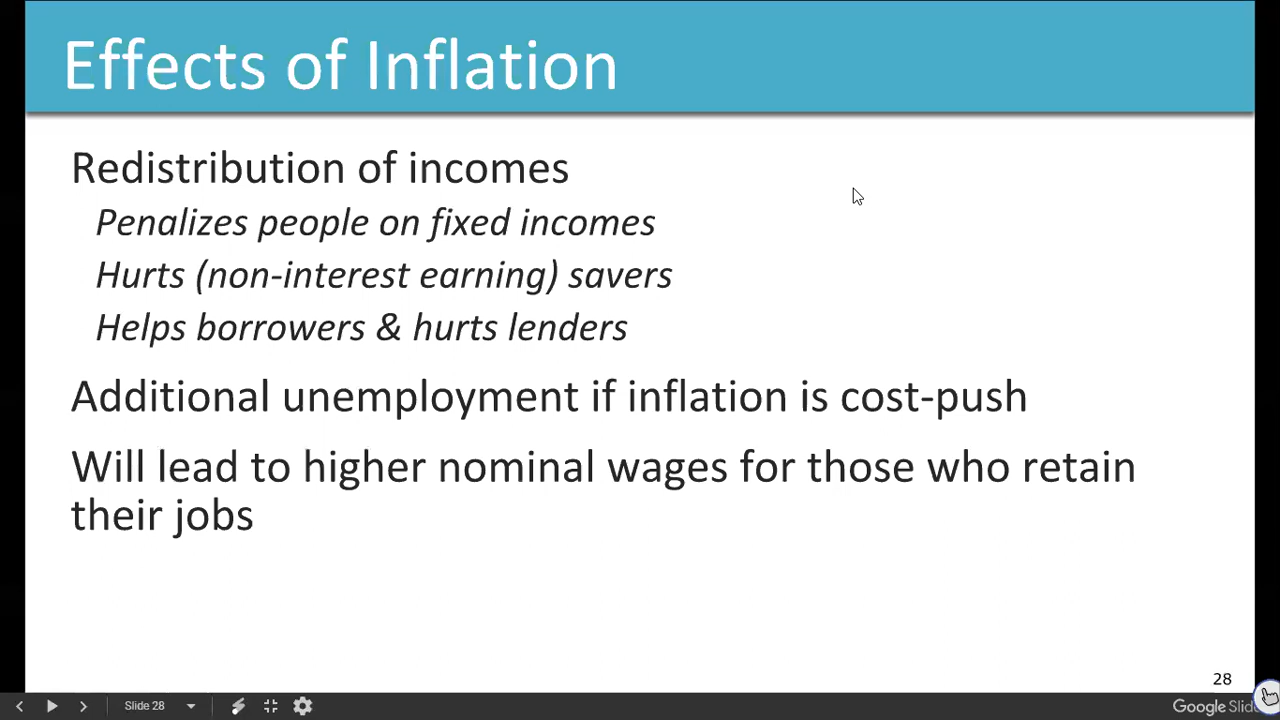 Effects of Inflation
Redistribution of incomes
Penalizes people on fixed incomes
Hurts (non-interest earning) savers
Helps borrowers & hurts lenders
Additional unemployment if inflation is cost-push
Will lead to higher nominal wages for those who retain
their jobs
28
Slide 28
Google